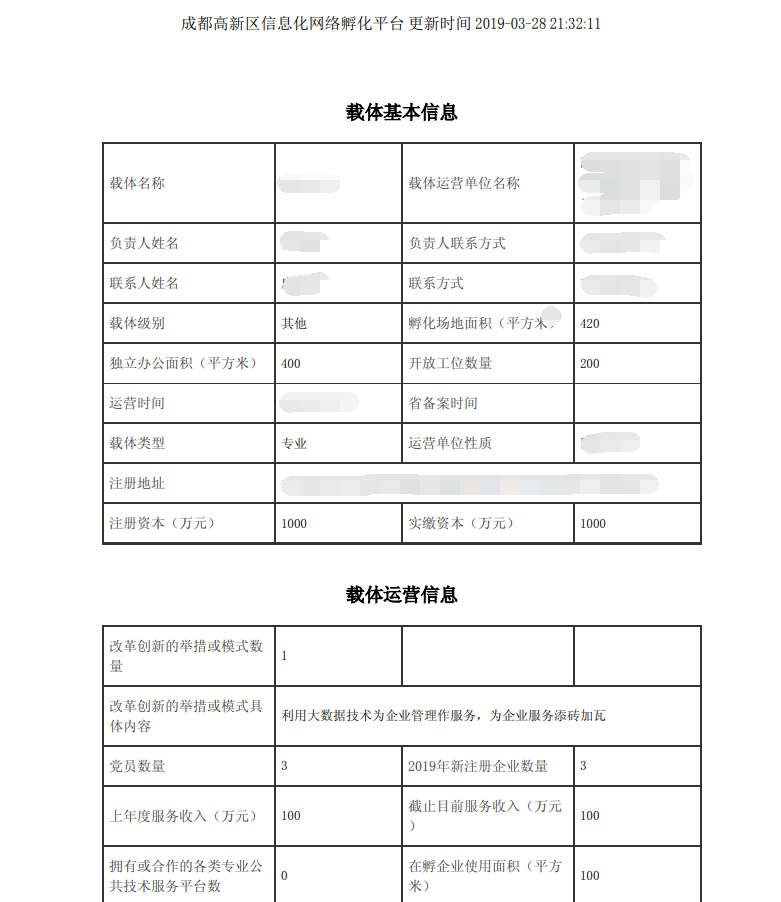 成都高新区信息化网络孵化平台 更新时间 2019-03-28 21:32:11
载体基本信息
载体名称 载体运营单位名称
负责人姓名 负责人联系方式
联系人姓名 联系方式
载体级别 其他 孵化场地面积（平方米） 420
独立办公面积（平方米） 400 开放工位数量 200
运营时间 省备案时间
载体类型 专业 运营单位性质
注册地址
注册资本（万元） 1000 实缴资本（万元） 1000
载体运营信息
改革创新的举措或模式数
量 1
改革创新的举措或模式具
体内容 利用大数据技术为企业管理作服务，为企业服务添砖加瓦
党员数量 3 2019年新注册企业数量 3
上年度服务收入（万元） 100 截止目前服务收入（万元
） 100
拥有或合作的各类专业公
共技术服务平台数 0 在孵企业使用面积（平方
米） 100